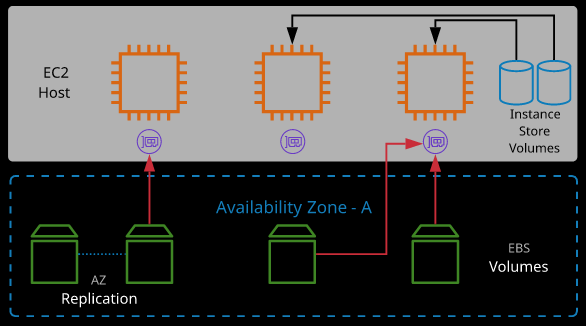 EC2
Host
Instance
Store
Volumes
Availability Zone - A
AZ
Replication
EBS
Volumes